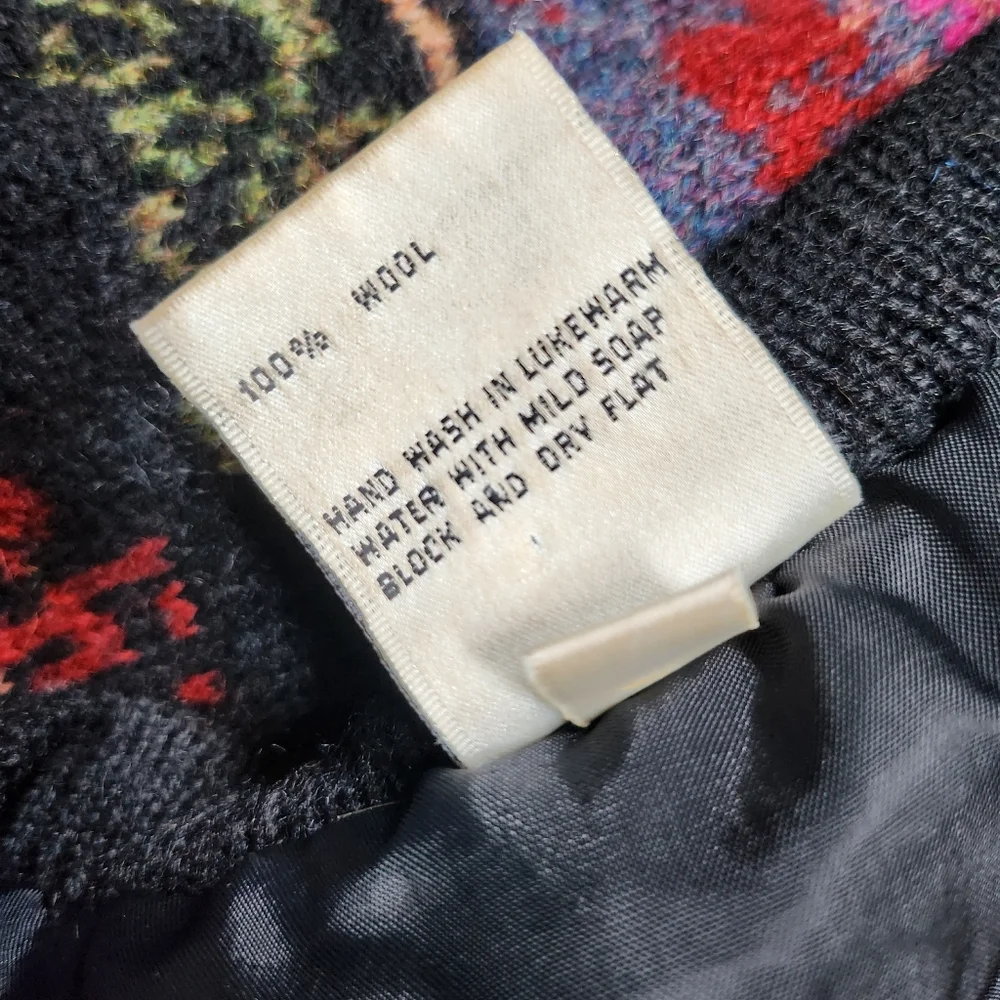 100% WOOL
HAND WASH IN LUKEWARM
WATER WITH MILD SOAP
BLOCK AND DRY FLAT